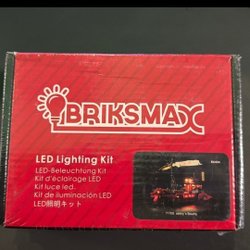 BRIKSMAX
LED Lighting Kit
LED-Beleuchtung Kit
Kit d'éclairage LED
Kit luce led.
Kit de iluminación LED
LED照明キット